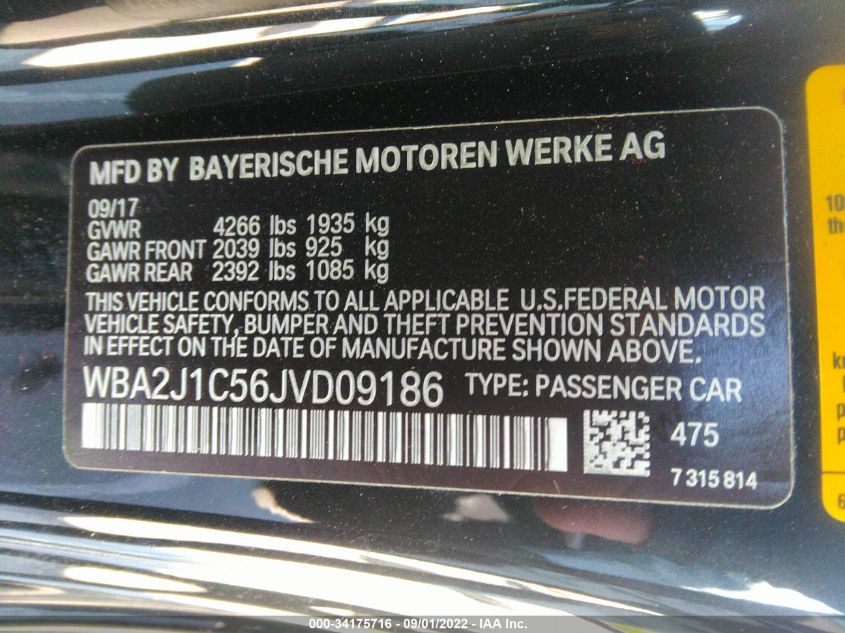 MFD BY BAYERISCHE MOTOREN WERKE AG
09/17
GVWR 4266 lbs 1935 kg
GAWR FRONT 2039 lbs 925 kg
GAWR REAR 2392 lbs 1085 kg
THIS VEHICLE CONFORMS TO ALL APPLICABLE U.S.FEDERAL MOTOR
VEHICLE SAFETY, BUMPER AND THEFT PREVENTION STANDARDS
IN EFFECT ON THE DATE OF MANUFACTURE SHOWN ABOVE.
WBA2J1C56JVD09186 TYPE: PASSENGER CAR
475
7 315 814
10
the
000-34175716 - 09/01/2022 - IAA Inc.